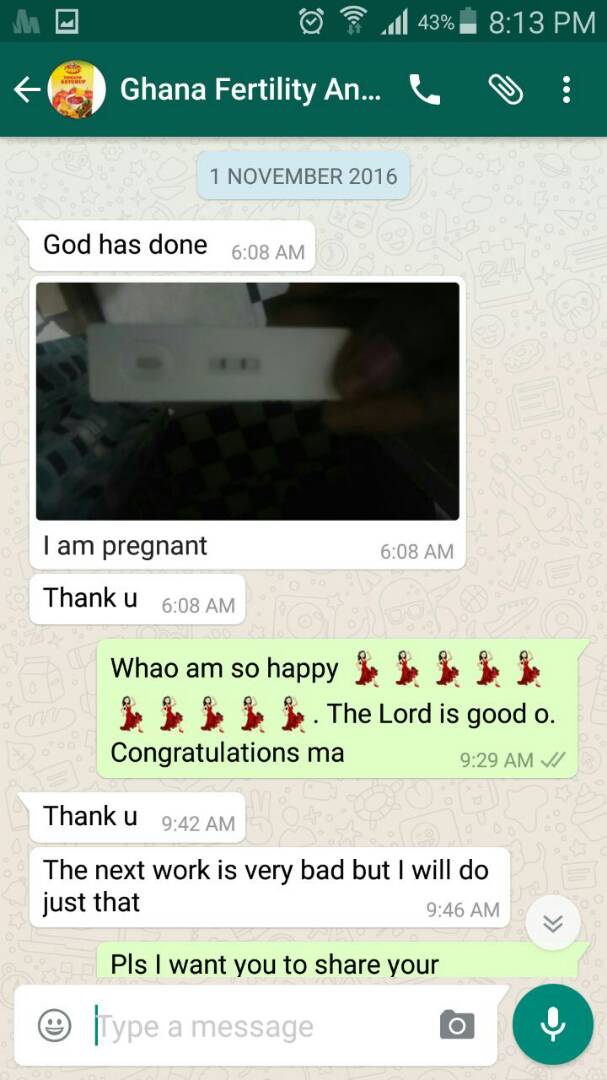 43% 8:13 PM
Ghana Fertility An...
1 NOVEMBER 2016
God has done 6:08 AM
I am pregnant 6:08 AM
Thank u 6:08 AM
Whao am so happy 💃💃💃💃💃
💃💃💃💃💃. The Lord is good o.
Congratulations ma 9:29 AM
Thank u 9:42 AM
The next work is very bad but I will do
just that 9:46 AM
Pls I want you to share your
Type a message